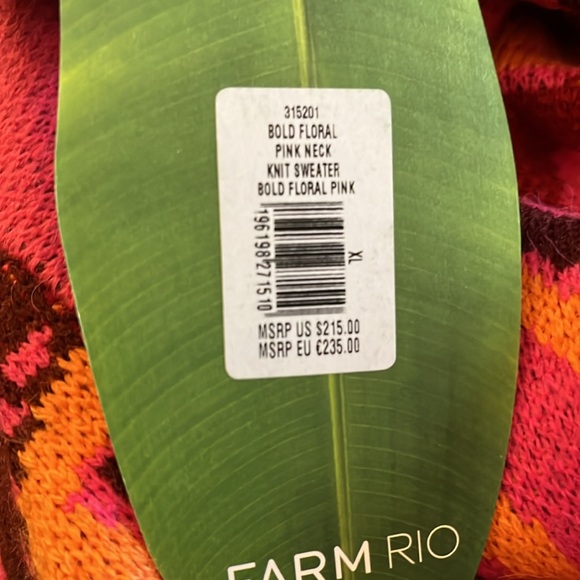 315201
BOLD FLORAL
PINK NECK
KNIT SWEATER
BOLD FLORAL PINK
196198271510
XL
MSRP US $215.00
MSRP EU €235.00
FARM RIO